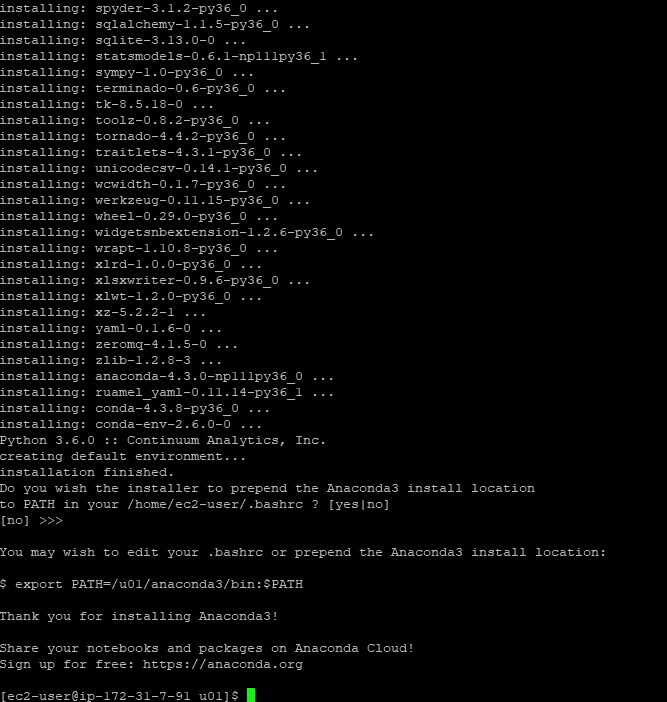 installing: spyder-3.1.2-py36_0 ...
installing: sqlalchemy-1.1.5-py36_0 ...
installing: sqlite-3.13.0-0 ...
installing: statsmodels-0.6.1-np111py36_1 ...
installing: sympy-1.0-py36_0 ...
installing: terminado-0.6-py36_0 ...
installing: tk-8.5.18-0 ...
installing: toolz-0.8.2-py36_0 ...
installing: tornado-4.4.2-py36_0 ...
installing: traitlets-4.3.1-py36_0 ...
installing: unicodecsv-0.14.1-py36_0 ...
installing: wcwidth-0.1.7-py36_0 ...
installing: werkzeug-0.11.15-py36_0 ...
installing: wheel-0.29.0-py36_0 ...
installing: widgetsnbextension-1.2.6-py36_0 ...
installing: wrapt-1.10.8-py36_0 ...
installing: xlrd-1.0.0-py36_0 ...
installing: xlsxwriter-0.9.6-py36_0 ...
installing: xlwt-1.2.0-py36_0 ...
installing: xz-5.2.2-1 ...
installing: yaml-0.1.6-0 ...
installing: zeromq-4.1.5-0 ...
installing: zlib-1.2.8-3 ...
installing: anaconda-4.3.0-np111py36_0 ...
installing: ruamel_yaml-0.11.14-py36_1 ...
installing: conda-4.3.8-py36_0 ...
installing: conda-env-2.6.0-0 ...
Python 3.6.0 :: Continuum Analytics, Inc.
creating default environment...
installation finished.
Do you wish the installer to prepend the Anaconda3 install location
to PATH in your /home/ec2-user/.bashrc ? [yes|no]
[no] >>>
You may wish to edit your .bashrc or prepend the Anaconda3 install location:
$ export PATH=/u01/anaconda3/bin:$PATH
Thank you for installing Anaconda3!
Share your notebooks and packages on Anaconda Cloud!
Sign up for free: https://anaconda.org
[ec2-user@ip-172-31-7-91 u01]$